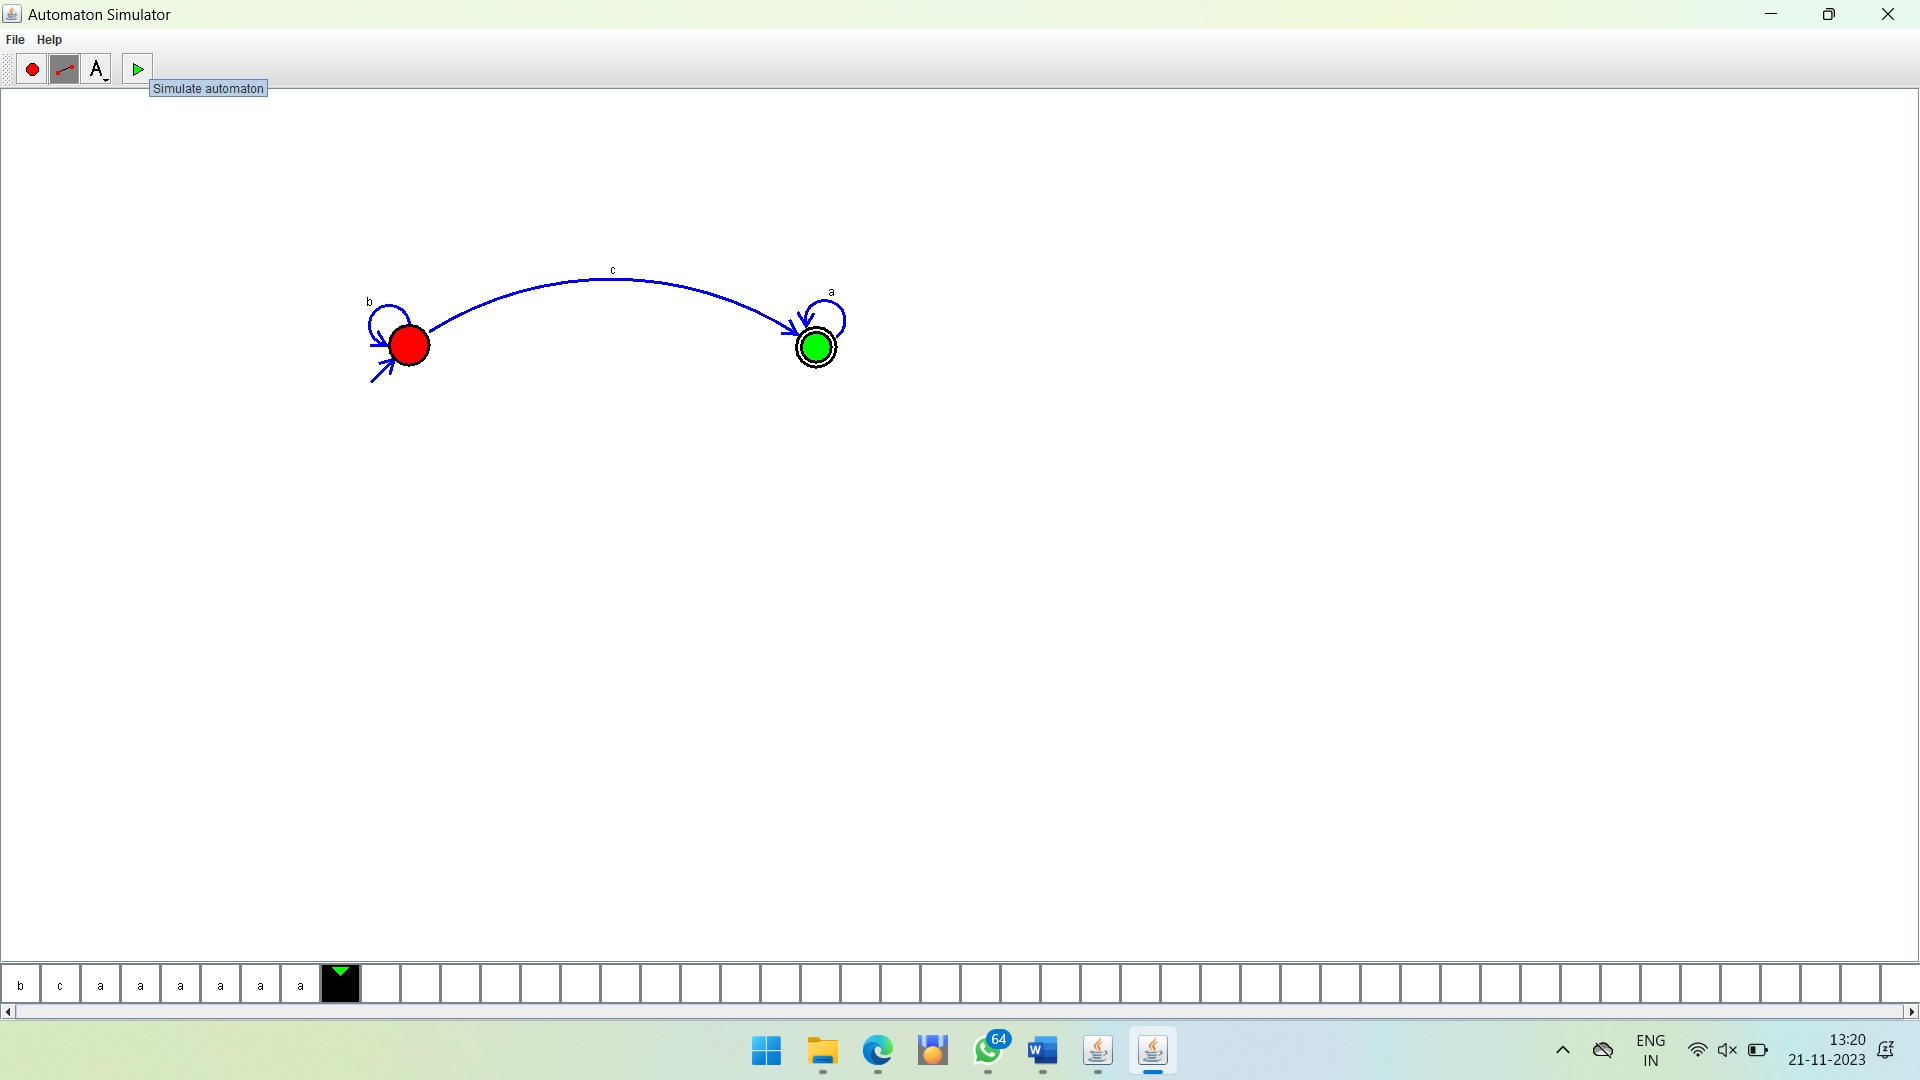 Automaton Simulator
File Help
A
Simulate automaton
c
a
b
b c a a a a a a
64
W
ENG
IN
13:20
21-11-2023